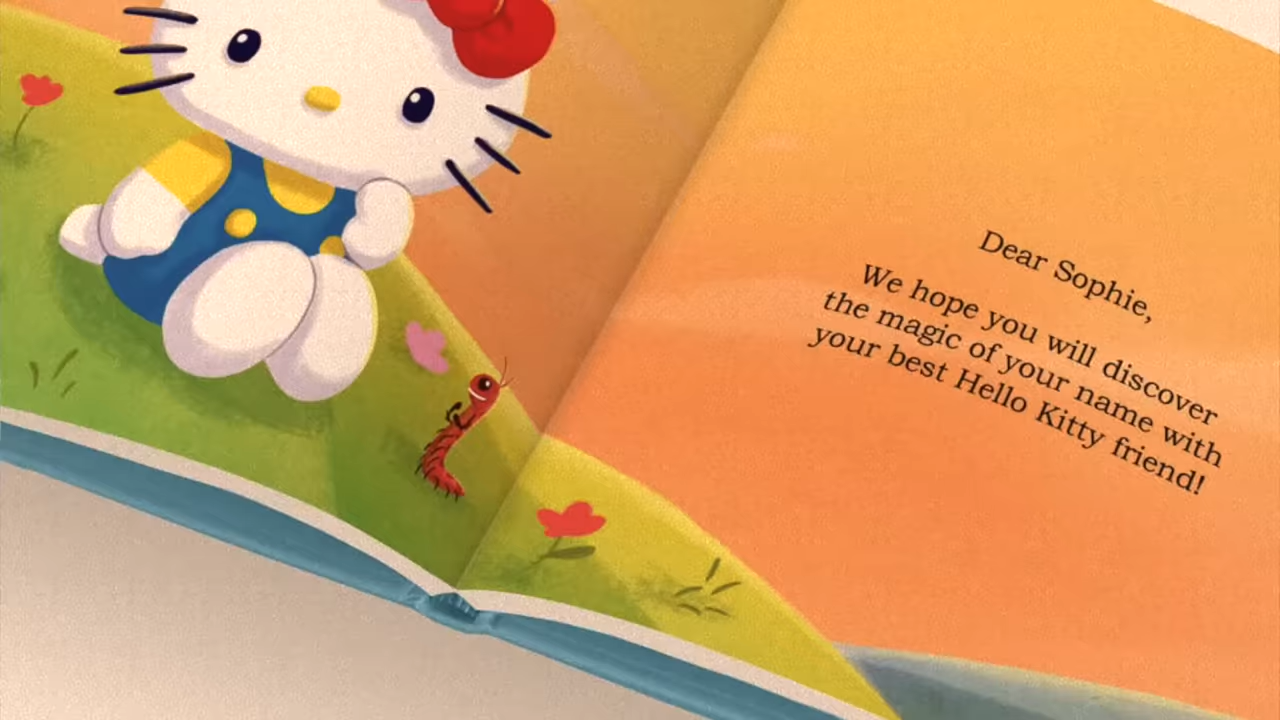 Dear Sophie,
We hope you will discover
the magic of your name with
your best Hello Kitty friend!